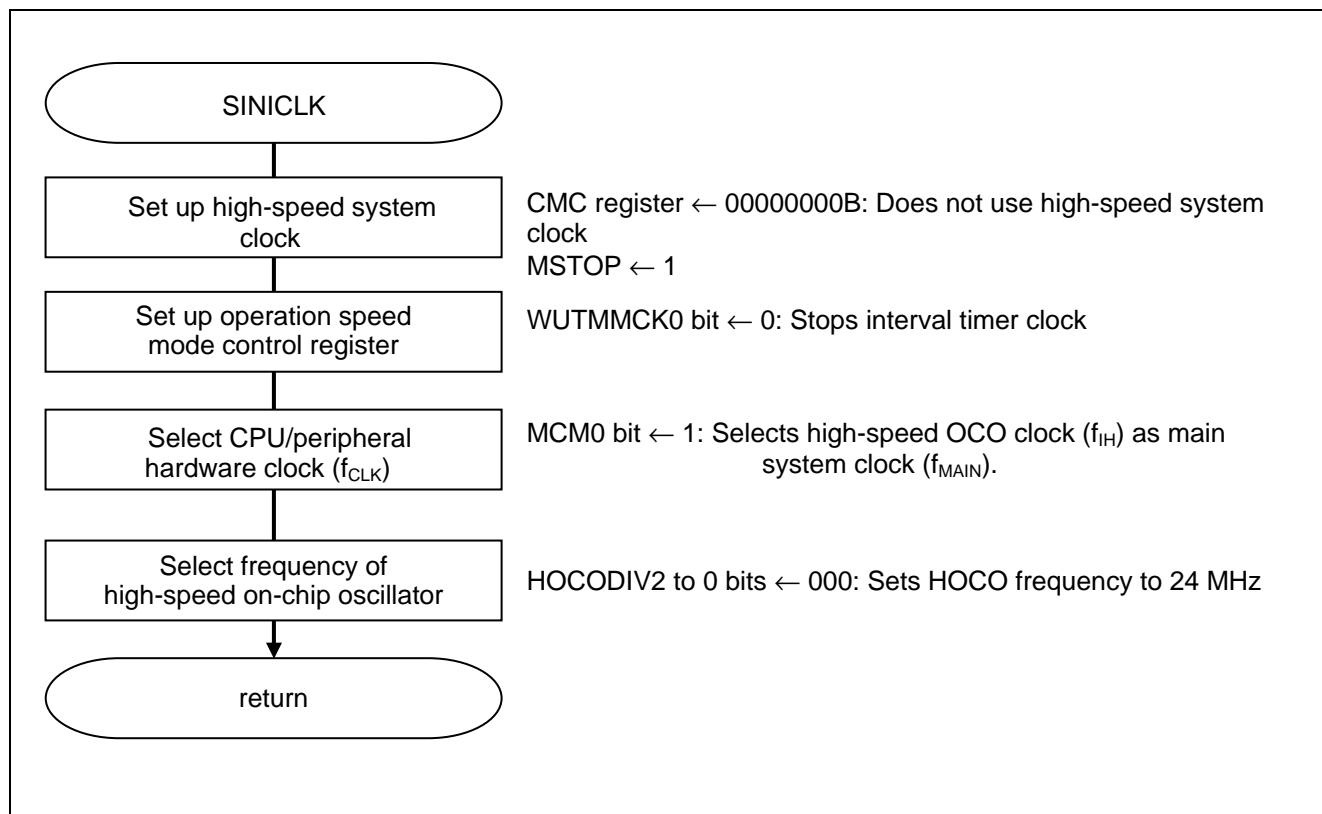 SINICLK
Set up high-speed system
clock
CMC register ← 00000000B: Does not use high-speed system
clock
MSTOP ← 1
Set up operation speed
mode control register
WUTMMCK0 bit ← 0: Stops interval timer clock
Select CPU/peripheral
hardware clock (fCLK)
MCM0 bit ← 1: Selects high-speed OCO clock (fIH) as main
system clock (fMAIN).
Select frequency of
high-speed on-chip oscillator
HOCODIV2 to 0 bits ← 000: Sets HOCO frequency to 24 MHz
return